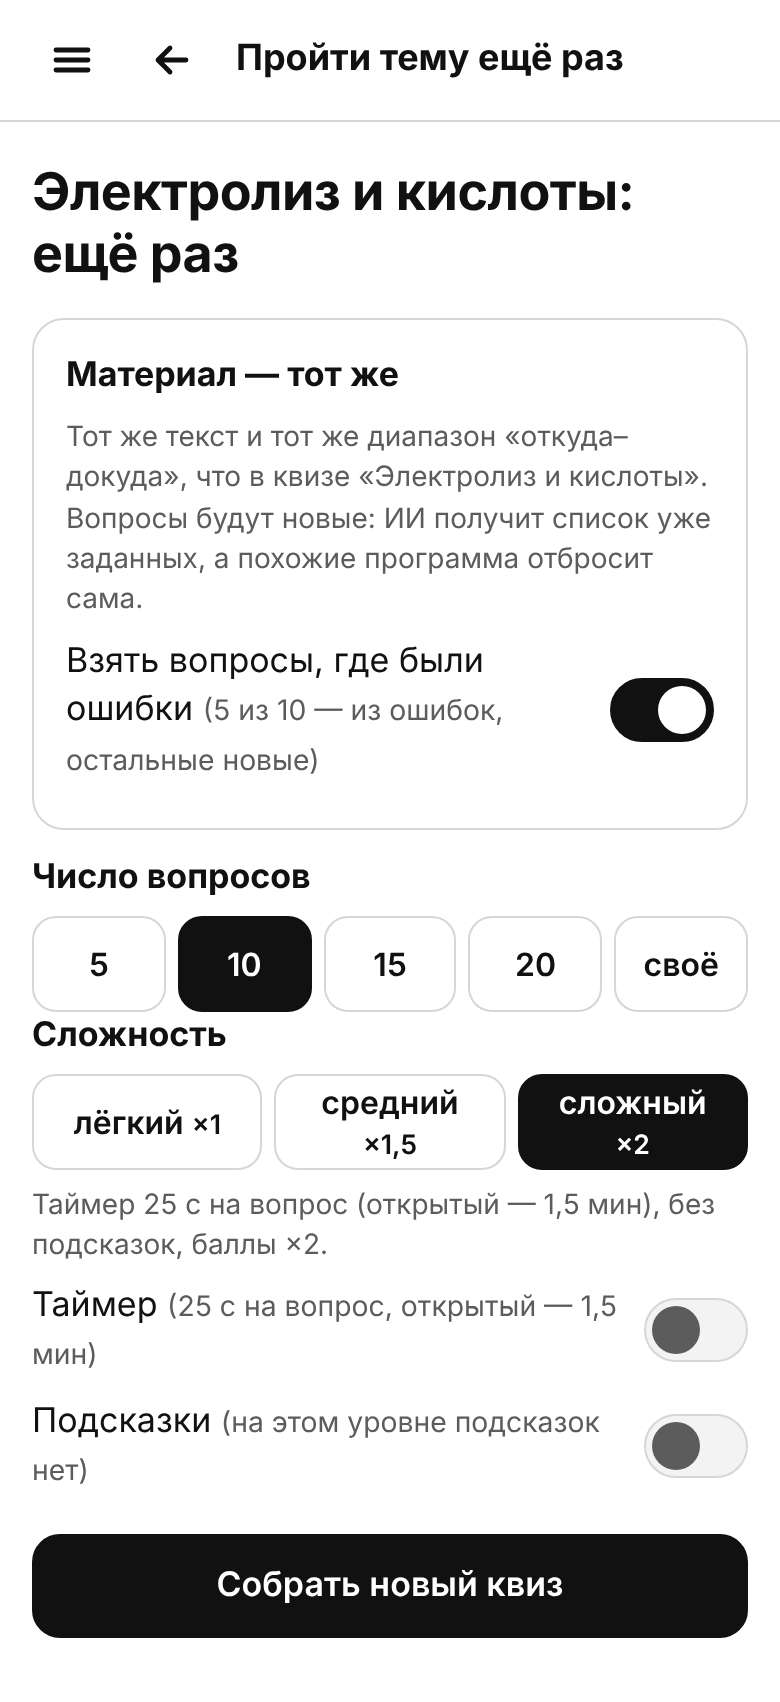 Пройти тему ещё раз
Электролиз и кислоты:
ещё раз
Материал — тот же
Тот же текст и тот же диапазон «откуда–
докуда», что в квизе «Электролиз и кислоты».
Вопросы будут новые: ИИ получит список уже
заданных, а похожие программа отбросит
сама.
Взять вопросы, где были
ошибки (5 из 10 — из ошибок,
остальные новые)
Число вопросов
5 10 15 20 своё
Сложность
лёгкий ×1 средний ×1,5 сложный ×2
Таймер 25 с на вопрос (открытый — 1,5 мин), без
подсказок, баллы ×2.
Таймер (25 с на вопрос, открытый — 1,5
мин)
Подсказки (на этом уровне подсказок
нет)
Собрать новый квиз